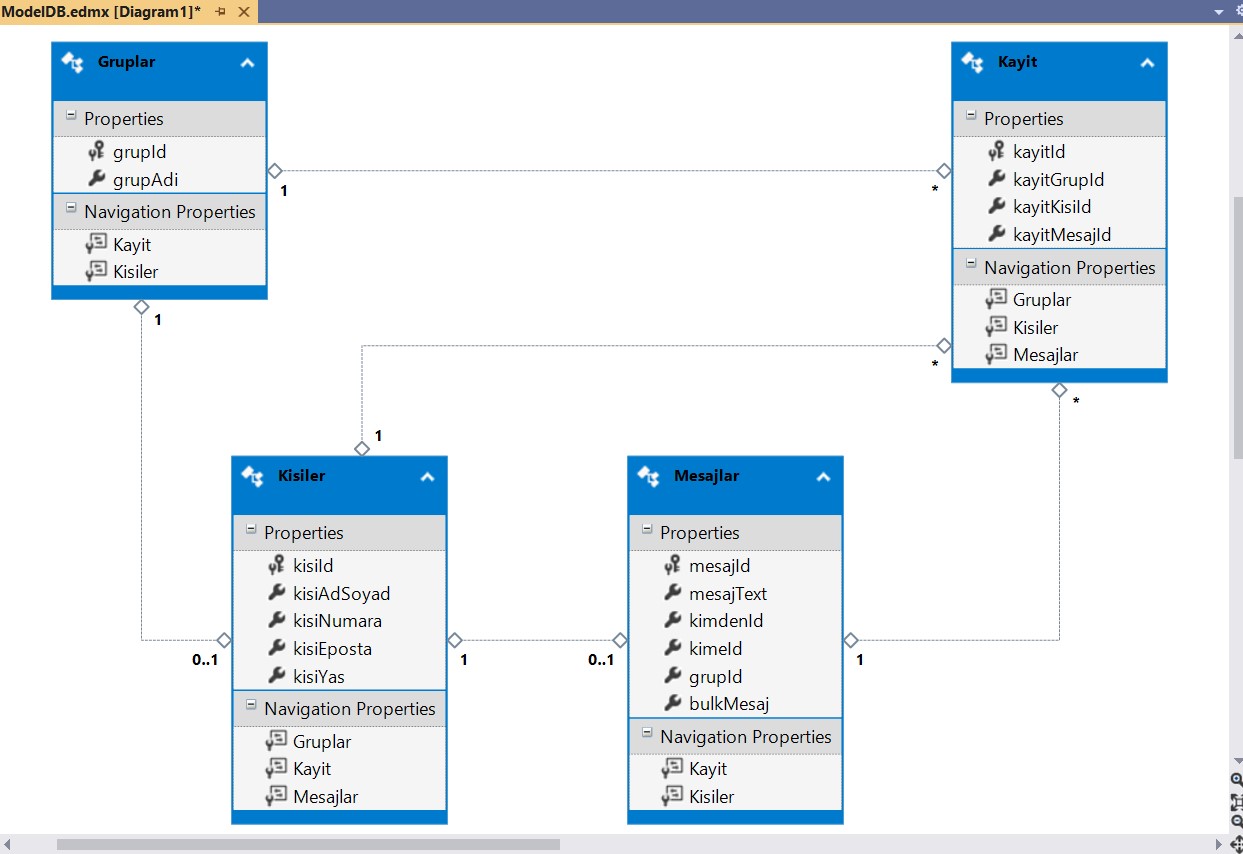 ModelDB.edmx [Diagram1]*
Gruplar
Properties
grupId
grupAdi
Navigation Properties
Kayit
Kisiler
1
1
Kayit
Properties
kayitId
kayitGrupId
kayitKisiId
kayitMesajId
Navigation Properties
Gruplar
Kisiler
Mesajlar
*
*
*
1
Kisiler
Properties
kisiId
kisiAdSoyad
kisiNumara
kisiEposta
kisiYas
Navigation Properties
Gruplar
Kayit
Mesajlar
0..1
1
0..1
Mesajlar
Properties
mesajId
mesajText
kimdenId
kimeId
grupId
bulkMesaj
Navigation Properties
Kayit
Kisiler
1